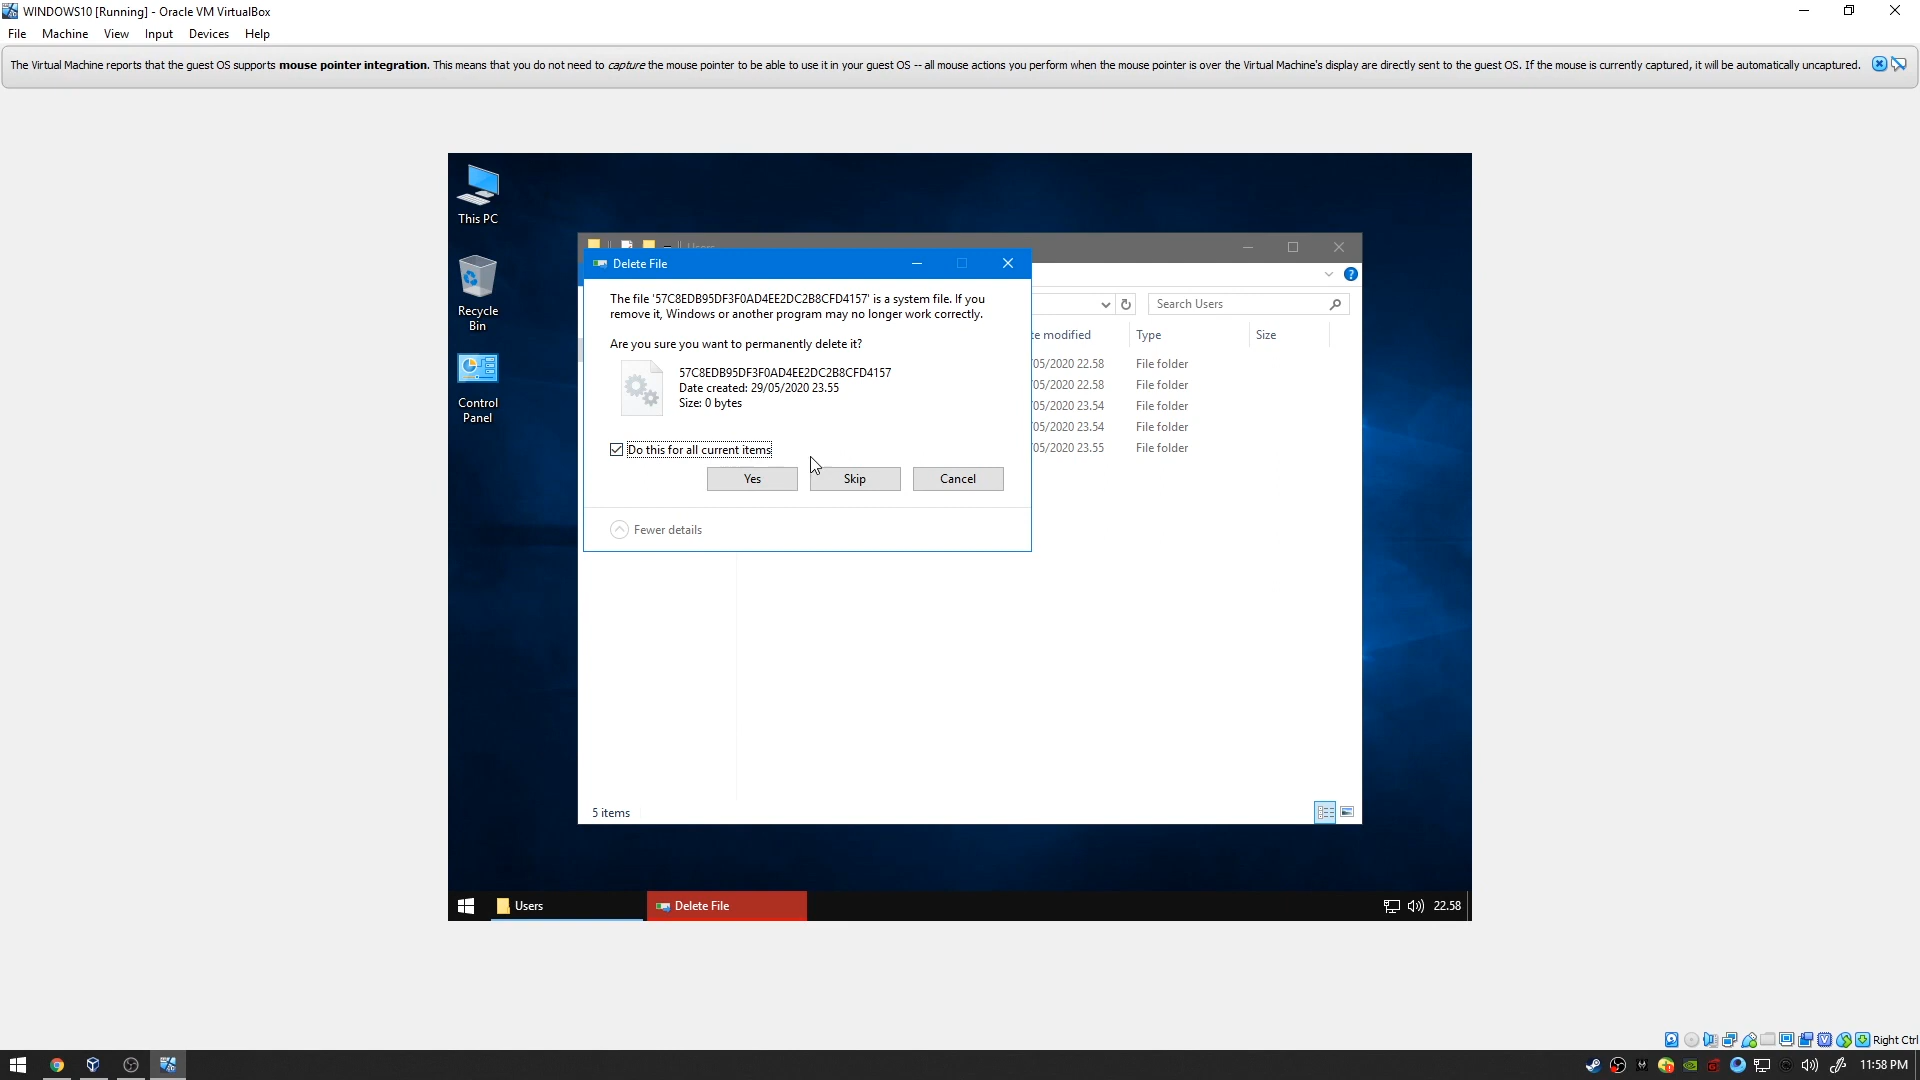 WINDOWS10 [Running] - Oracle VM VirtualBox
File Machine View Input Devices Help
The Virtual Machine reports that the guest OS supports mouse pointer integration. This means that you do not need to capture the mouse pointer to be able to use it in your guest OS -- all mouse actions you perform when the mouse pointer is over the Virtual Machine's display are directly sent to the guest OS. If the mouse is currently captured, it will be automatically uncaptured.
This PC
Recycle
Bin
Control
Panel
Users
Delete File
The file '57C8EDB95DF3F0AD4EE2DC2B8CFD4157' is a system file. If you
remove it, Windows or another program may no longer work correctly.
Are you sure you want to permanently delete it?
57C8EDB95DF3F0AD4EE2DC2B8CFD4157
Date created: 29/05/2020 23.55
Size: 0 bytes
Do this for all current items
Yes Skip Cancel
Fewer details
Search Users
te modified Type Size
/05/2020 22.58 File folder
/05/2020 22.58 File folder
/05/2020 23.54 File folder
/05/2020 23.54 File folder
/05/2020 23.55 File folder
5 items
Users
Delete File
22.58
Right Ctrl
11:58 PM